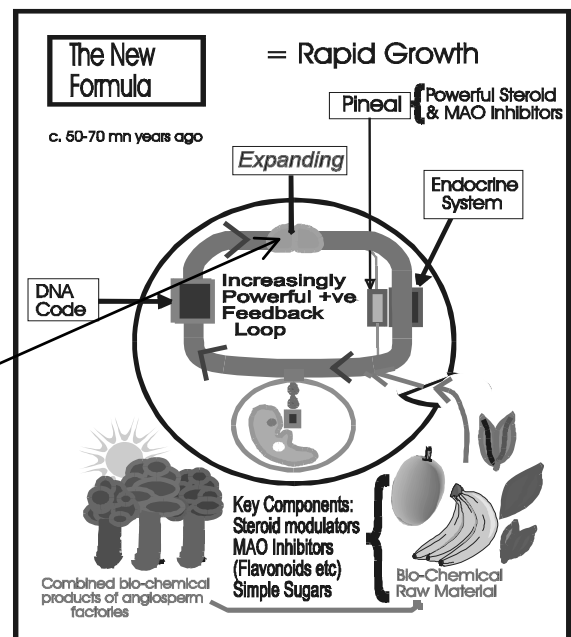 The New
Formula
= Rapid Growth
c. 50-70 mn years ago
Pineal
Powerful Steroid
& MAO Inhibitors
Expanding
Endocrine
System
DNA
Code
Increasingly
Powerful +ve
Feedback
Loop
Key Components:
Steroid modulators
MAO Inhibitors
(Flavonoids etc)
Simple Sugars
Bio-Chemical
Raw Material
Combined bio-chemical
products of angiosperm
factories